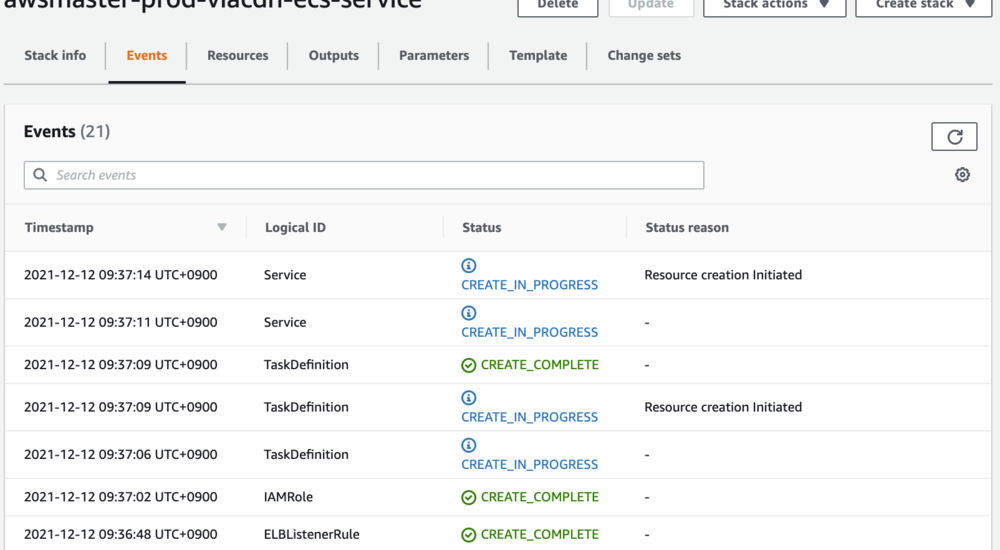 awsmaster-prod-viacdn-ecs-service
Delete Update Stack actions Create stack
Stack info Events Resources Outputs Parameters Template Change sets
Events (21)
Search events
Timestamp Logical ID Status Status reason
2021-12-12 09:37:14 UTC+0900 Service CREATE_IN_PROGRESS Resource creation Initiated
2021-12-12 09:37:11 UTC+0900 Service CREATE_IN_PROGRESS -
2021-12-12 09:37:09 UTC+0900 TaskDefinition CREATE_COMPLETE -
2021-12-12 09:37:09 UTC+0900 TaskDefinition CREATE_IN_PROGRESS Resource creation Initiated
2021-12-12 09:37:06 UTC+0900 TaskDefinition CREATE_IN_PROGRESS -
2021-12-12 09:37:02 UTC+0900 IAMRole CREATE_COMPLETE -
2021-12-12 09:36:48 UTC+0900 ELBListenerRule CREATE_COMPLETE -